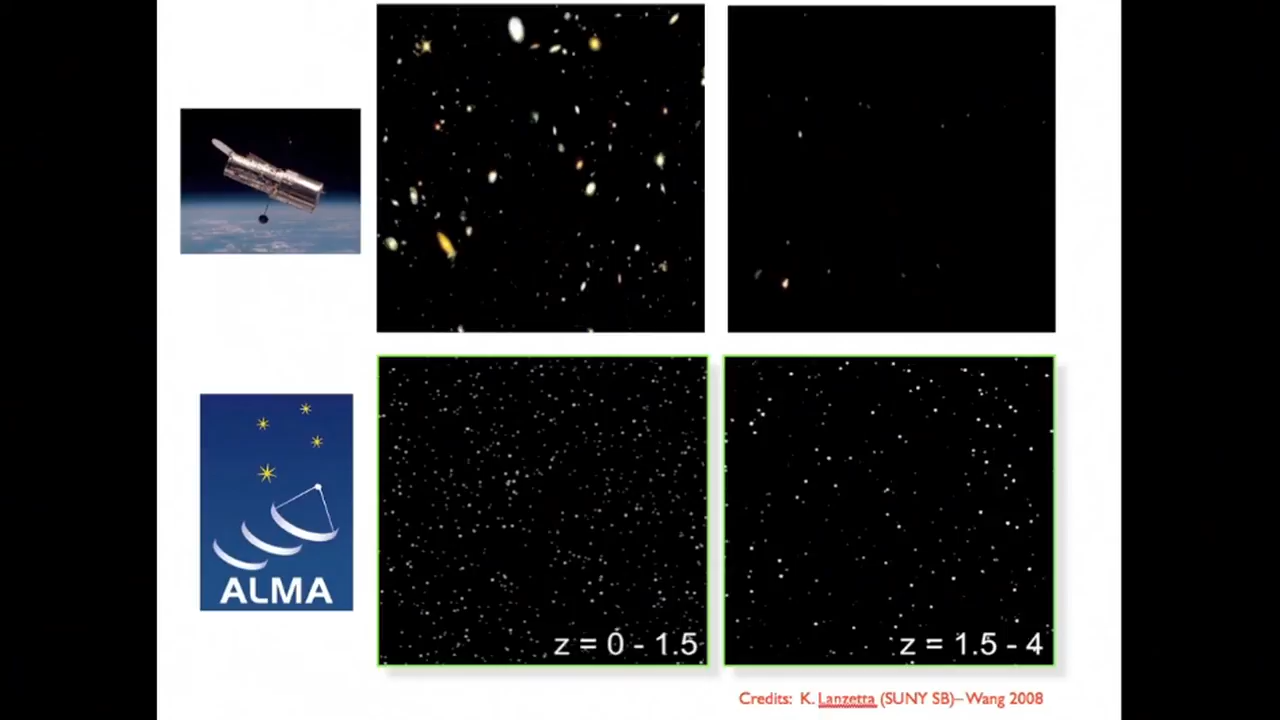 ALMA
z = 0 - 1.5
z = 1.5 - 4
Credits: K. Lanzetta (SUNY SB)–Wang 2008